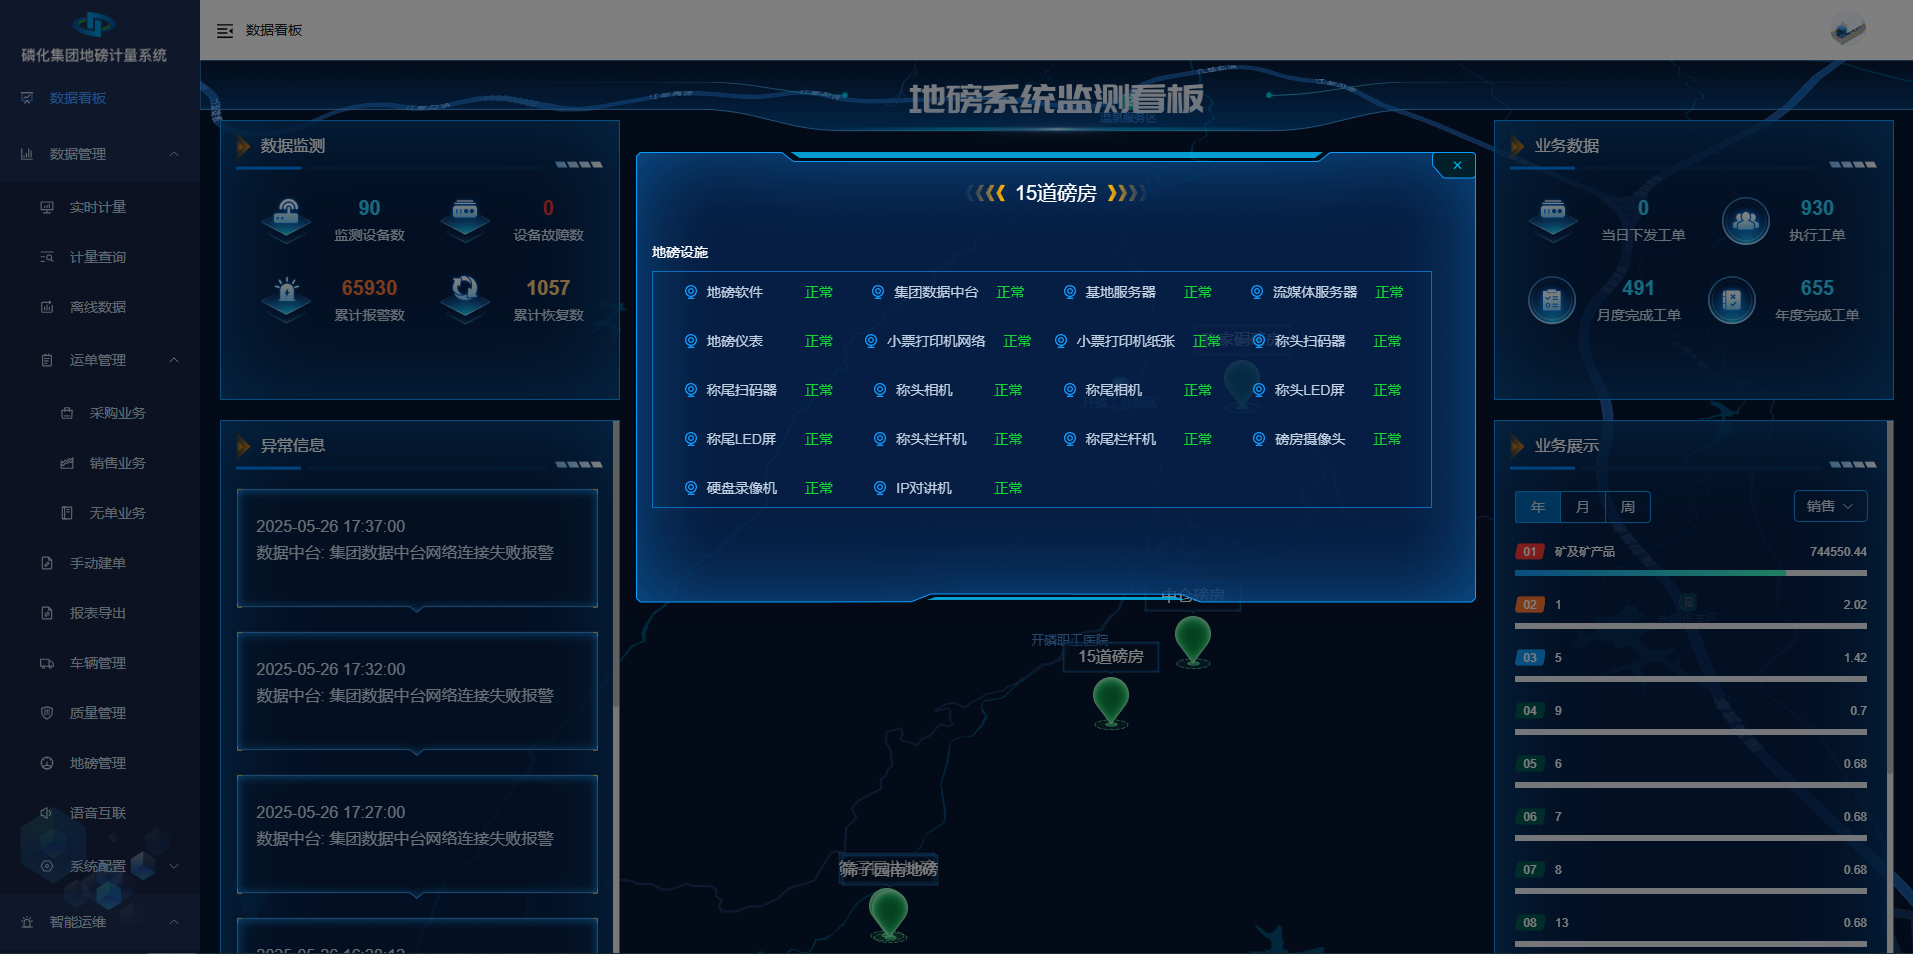 磷化集团地磅计量系统
数据看板
数据管理
实时计量
计量查询
离线数据
运单管理
采购业务
销售业务
无单业务
手动建单
报表导出
车辆管理
质量管理
地磅管理
语音互联
系统配置
智能运维
数据看板
地磅系统监测看板
温泉服务区
数据监测
90
监测设备数
0
设备故障数
65930
累计报警数
1057
累计恢复数
异常信息
2025-05-26 17:37:00
数据中台: 集团数据中台网络连接失败报警
2025-05-26 17:32:00
数据中台: 集团数据中台网络连接失败报警
2025-05-26 17:27:00
数据中台: 集团数据中台网络连接失败报警
15道磅房
地磅设施
地磅软件 正常 集团数据中台 正常 基地服务器 正常 流媒体服务器 正常
地磅仪表 正常 小票打印机网络 正常 小票打印机纸张 正常 称头扫码器 正常
称尾扫码器 正常 称头相机 正常 称尾相机 正常 称头LED屏 正常
称尾LED屏 正常 称头栏杆机 正常 称尾栏杆机 正常 磅房摄像头 正常
硬盘录像机 正常 IP对讲机 正常
中仓磅房
开磷职工医院
15道磅房
业务数据
0
当日下发工单
930
执行工单
491
月度完成工单
655
年度完成工单
业务展示
年 月 周 销售
01 矿及矿产品 744550.44
02 1 2.02
03 5 1.42
04 9 0.7
05 6 0.68
06 7 0.68
07 8 0.68
08 13 0.68